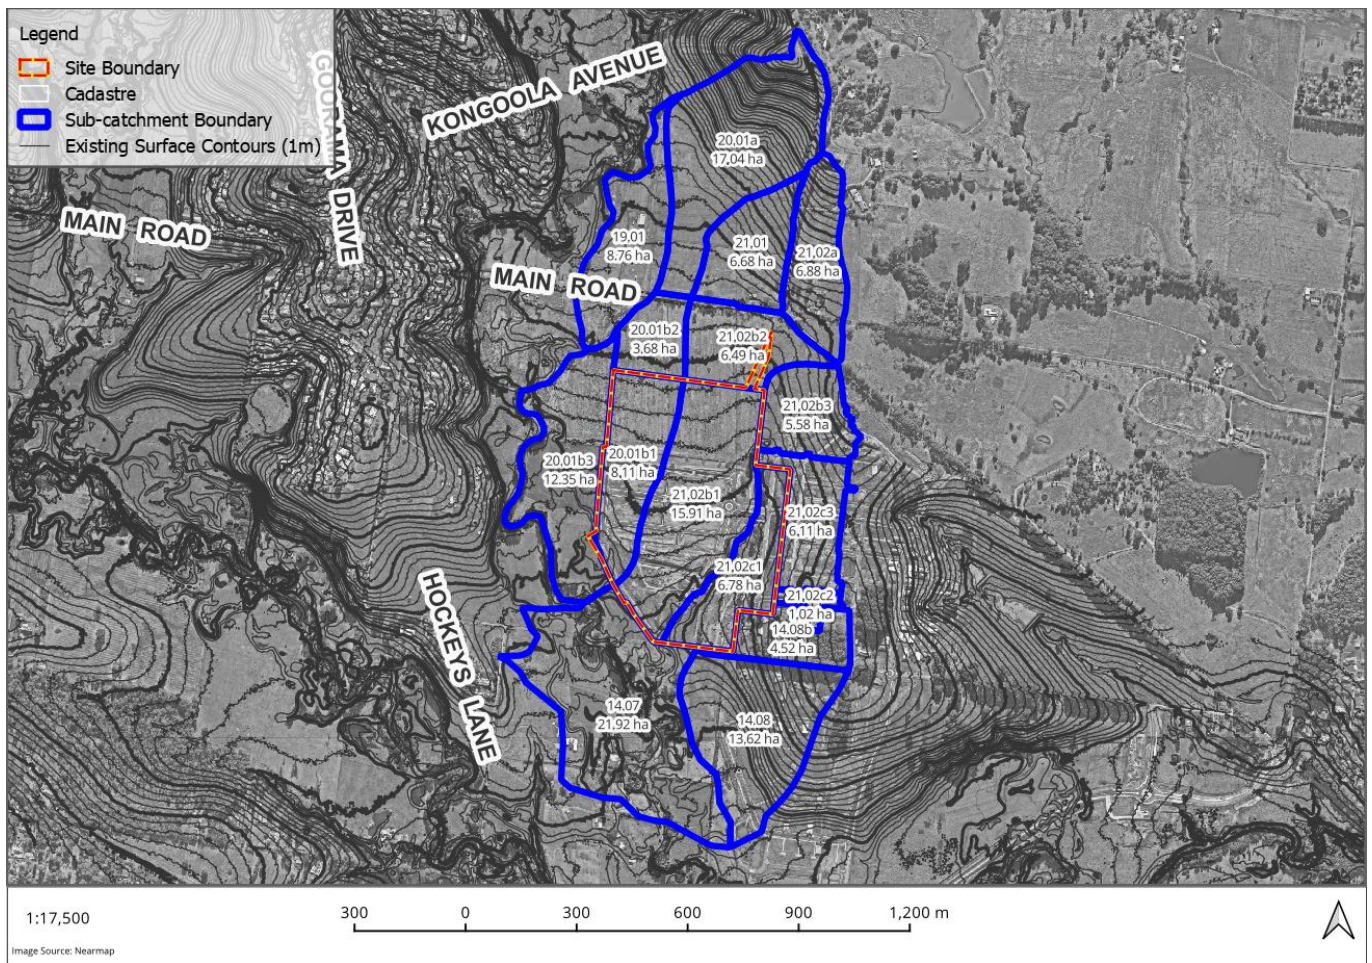 Legend
Site Boundary
Cadastre
Sub-catchment Boundary
Existing Surface Contours (1m)
GOORAMA DRIVE
KONGOOLA AVENUE
MAIN ROAD
MAIN ROAD
HOCKEYS LANE
20.01a
17.04 ha
19.01
8.76 ha
21.01
6.68 ha
21.02a
6.88 ha
20.01b2
3.68 ha
21.02b2
6.49 ha
21.02b3
5.58 ha
20.01b3
12.35 ha
20.01b1
8.11 ha
21.02b1
15.91 ha
21.02c3
6.11 ha
21.02c1
6.78 ha
21.02c2
1.02 ha
14.08b
4.52 ha
14.07
21.92 ha
14.08
13.62 ha
1:17,500
300 0 300 600 900 1,200 m
Image Source: Nearmap